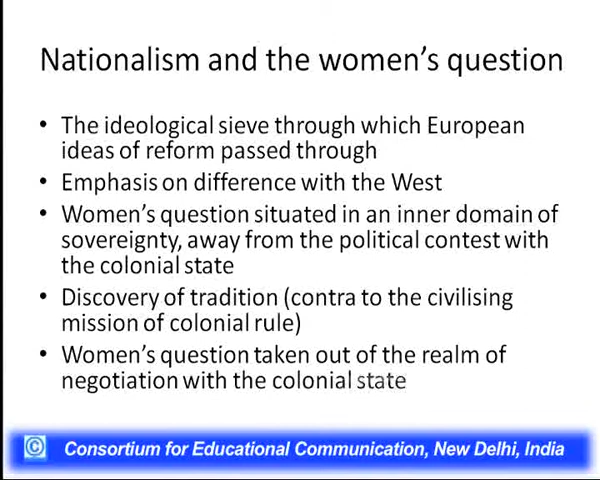 Nationalism and the women's question
• The ideological sieve through which European
ideas of reform passed through
• Emphasis on difference with the West
• Women's question situated in an inner domain of
sovereignty, away from the political contest with
the colonial state
• Discovery of tradition (contra to the civilising
mission of colonial rule)
• Women's question taken out of the realm of
negotiation with the colonial state
© Consortium for Educational Communication, New Delhi, India